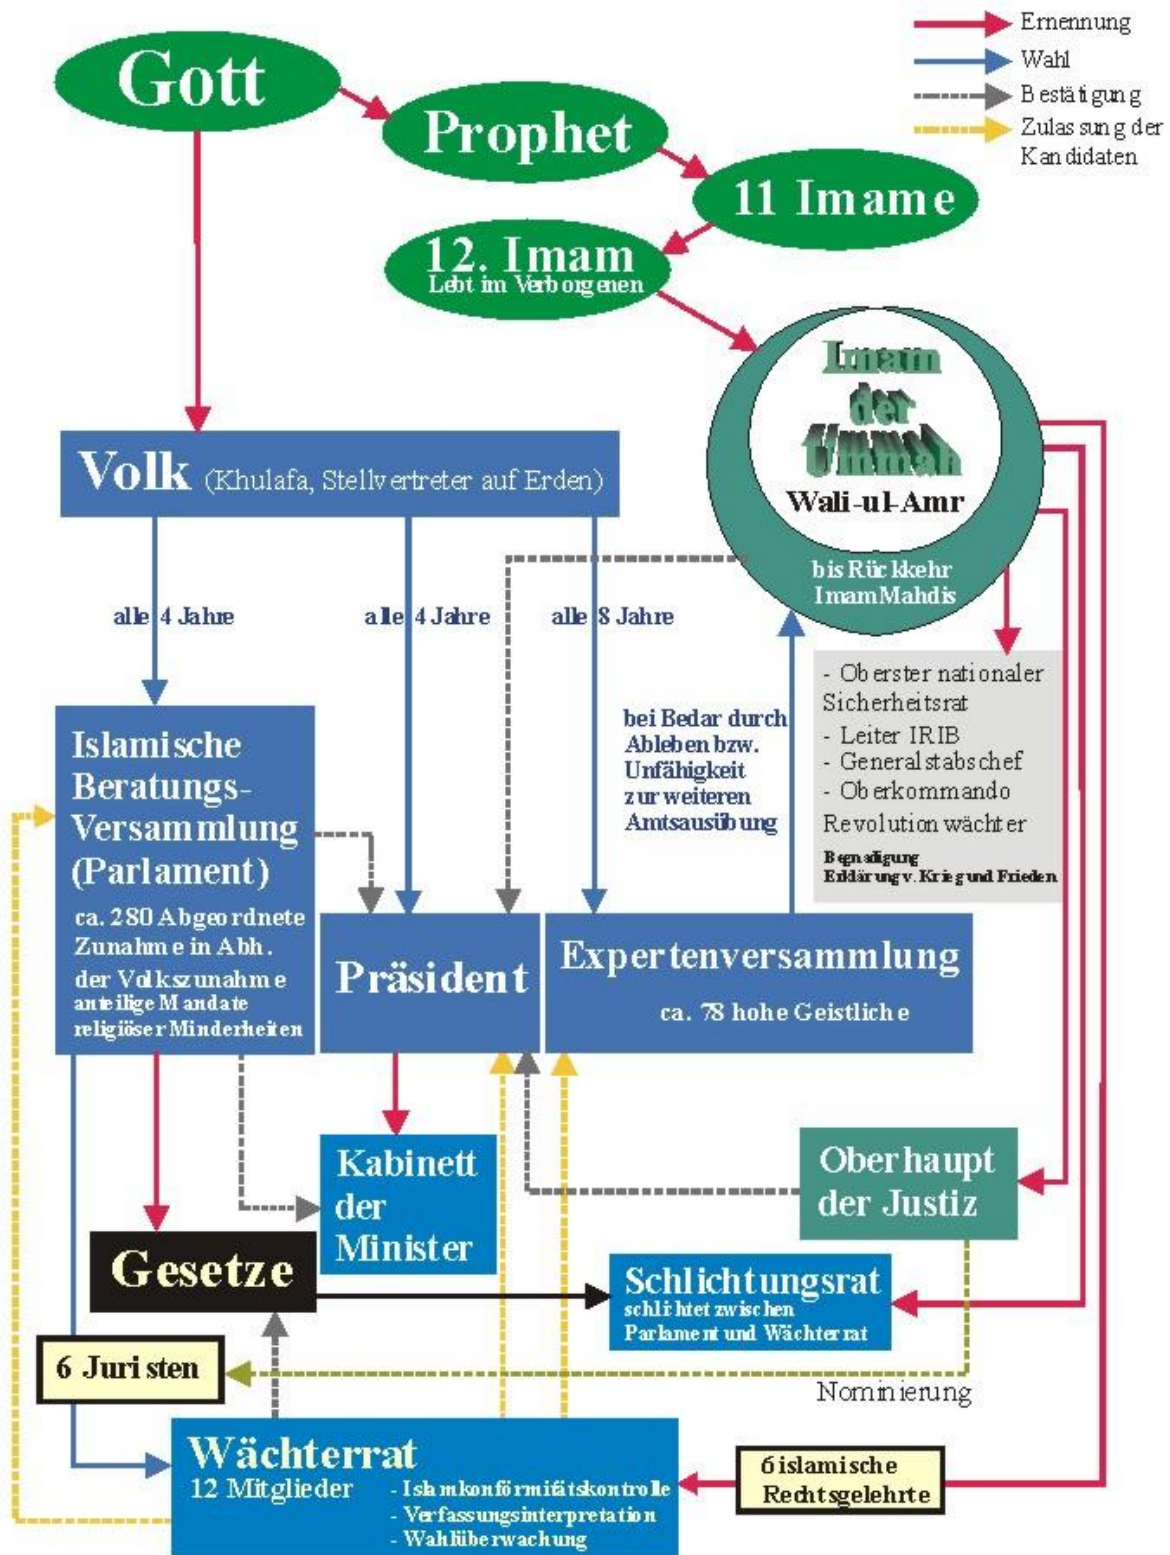 Gott
Prophet
11 Imame
12. Imam
Lebt im Verborgenen
Ernennung
Wahl
Bestätigung
Zulassung der
Kandidaten
Imam
der
Ummah
Wali-ul-Amr
bis Rückkehr
Imam Mahdis
Volk (Khulafa, Stellvertreter auf Erden)
alle 4 Jahre
alle 4 Jahre
alle 8 Jahre
bei Bedar durch
Ableben bzw.
Unfähigkeit
zur weiteren
Amtsausübung
- Oberster nationaler
Sicherheitsrat
- Leiter IRIB
- Generalstabschef
- Oberkommando
Revolution wächter
Begnadigung
Erklärung v. Krieg und Frieden
Islamische
Beratungs-
Versammlung
(Parlament)
ca. 280 Abgeordnete
Zunahme in Abh.
der Volkszunahme
anteilige Mandate
religiöser Minderheiten
Präsident
Expertenversammlung
ca. 78 hohe Geistliche
Kabinett
der
Minister
Oberhaupt
der Justiz
Gesetze
Schlichtungsrat
schlichtet zwischen
Parlament und Wächterrat
6 Juristen
Nominierung
Wächterrat
12 Mitglieder
- Islamkonförmitätskontrolle
- Verfassungsinterpretation
- Wahlüberwachung
6 islamische
Rechtsgelehrte